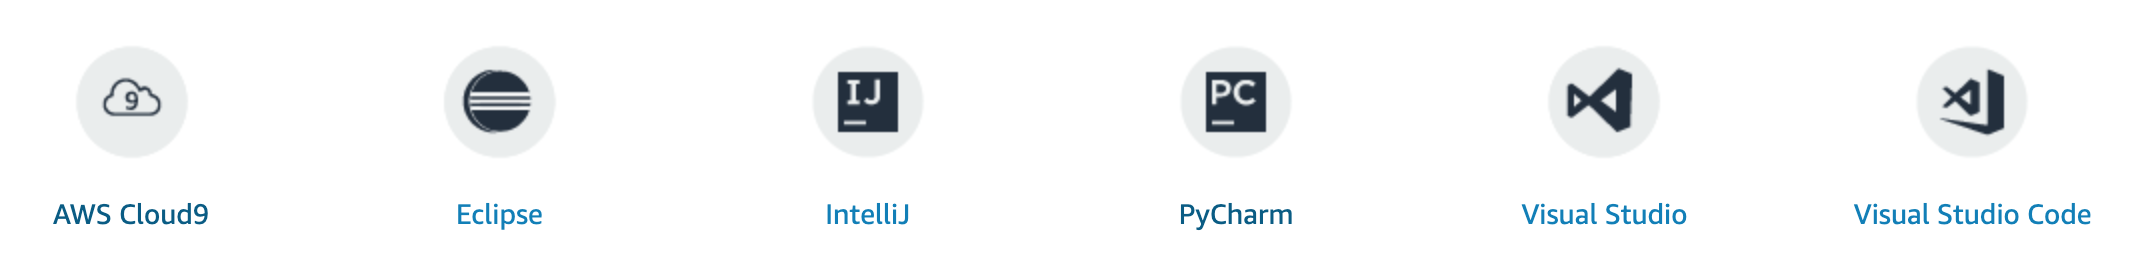 9
IJ
PC
AWS Cloud9
Eclipse
IntelliJ
PyCharm
Visual Studio
Visual Studio Code